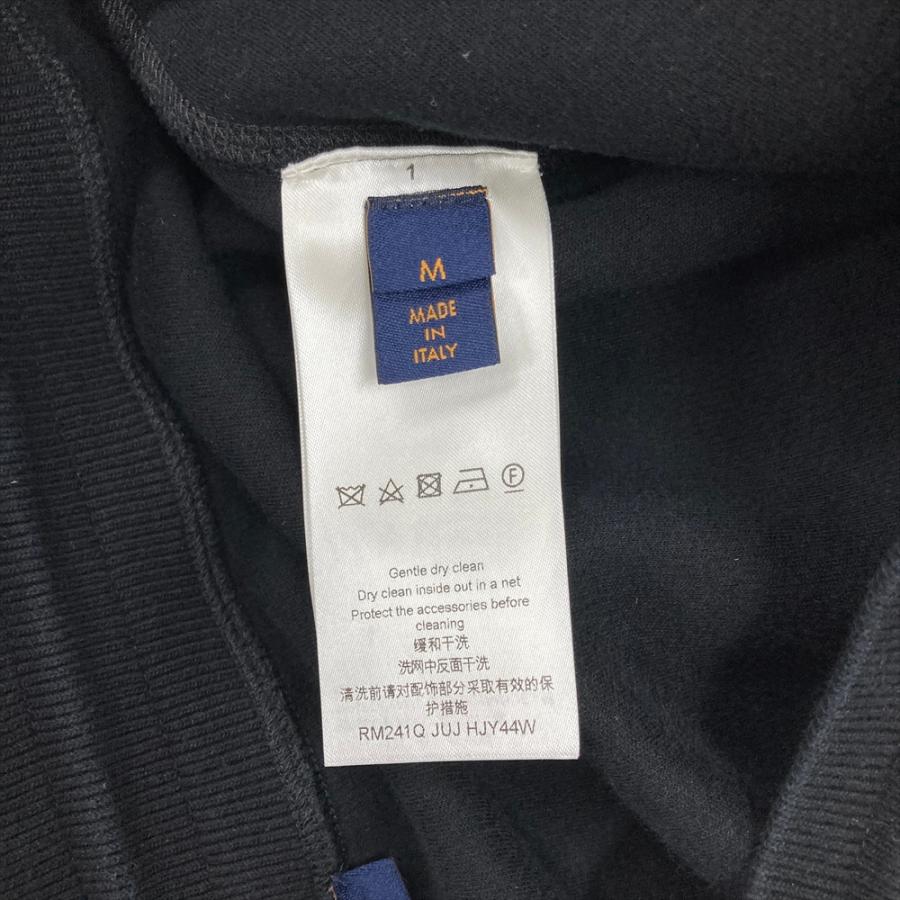 1
M
MADE
IN
ITALY
F
Gentle dry clean
Dry clean inside out in a net
Protect the accessories before
cleaning
缓和干洗
洗网中反面干洗
清洗前请对配饰部分采取有效的保
护措施
RM241Q JUJ HJY44W